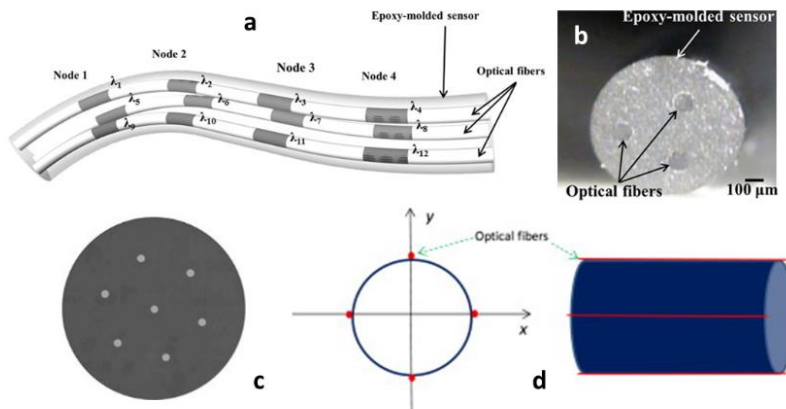 a
Epoxy-molded sensor
Node 1
Node 2
Node 3
Node 4
Optical fibers
λ1
λ2
λ3
λ4
λ5
λ6
λ7
λ8
λ9
λ10
λ11
λ12
b
Epoxy-molded sensor
Optical fibers
100 μm
c
y
Optical fibers
x
d